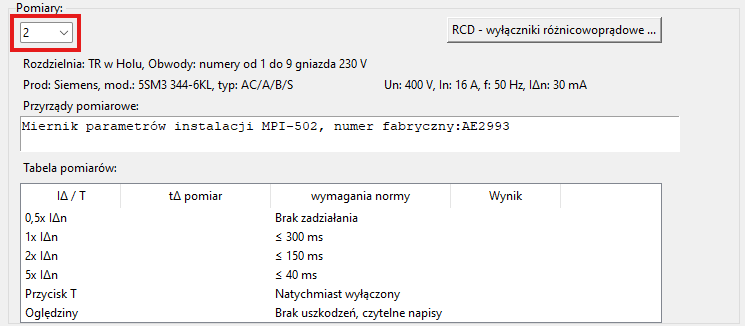 Pomiary:
2
RCD - wyłączniki różnicowoprądowe ...
Rozdzielnia: TR w Holu, Obwody: numery od 1 do 9 gniazda 230 V
Prod: Siemens, mod.: 5SM3 344-6KL, typ: AC/A/B/S Un: 400 V, In: 16 A, f: 50 Hz, IΔn: 30 mA
Przyrządy pomiarowe:
Miernik parametrów instalacji MPI-502, numer fabryczny:AE2993
Tabela pomiarów:
IΔ / T tΔ pomiar wymagania normy Wynik
0,5x IΔn Brak zadziałania
1x IΔn ≤ 300 ms
2x IΔn ≤ 150 ms
5x IΔn ≤ 40 ms
Przycisk T Natychmiast wyłączony
Oględziny Brak uszkodzeń, czytelne napisy